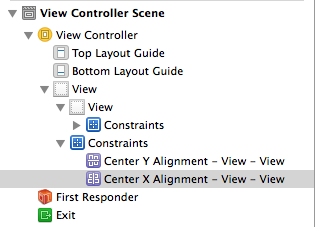 View Controller Scene
View Controller
Top Layout Guide
Bottom Layout Guide
View
View
Constraints
Constraints
Center Y Alignment – View – View
Center X Alignment – View – View
First Responder
Exit